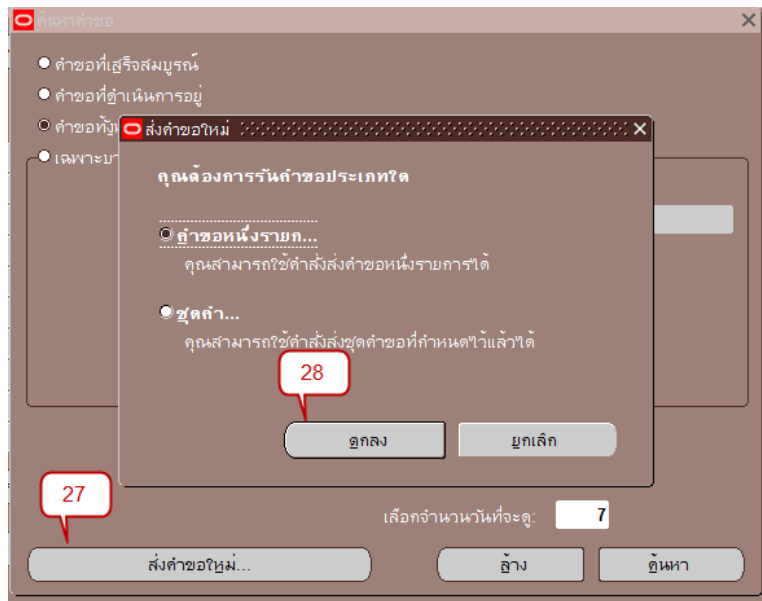 ค้นหาคำขอ
คำขอที่เสร็จสมบูรณ์
คำขอที่ดำเนินการอยู่
คำขอทั้ง
ส่งคำขอใหม่
เฉพาะ
คุณต้องการรันคำขอประเภทใด
คำขอหนึ่งรายก...
คุณสามารถใช้คำสั่งส่งคำขอหนึ่งรายการได้
ชุดคำ...
คุณสามารถใช้คำสั่งส่งชุดคำขอที่กำหนดไว้แล้วได้
28
ตกลง ยกเลิก
27
เลือกจำนวนวันที่จะดู: 7
ส่งคำขอใหม่... ล้าง ค้นหา